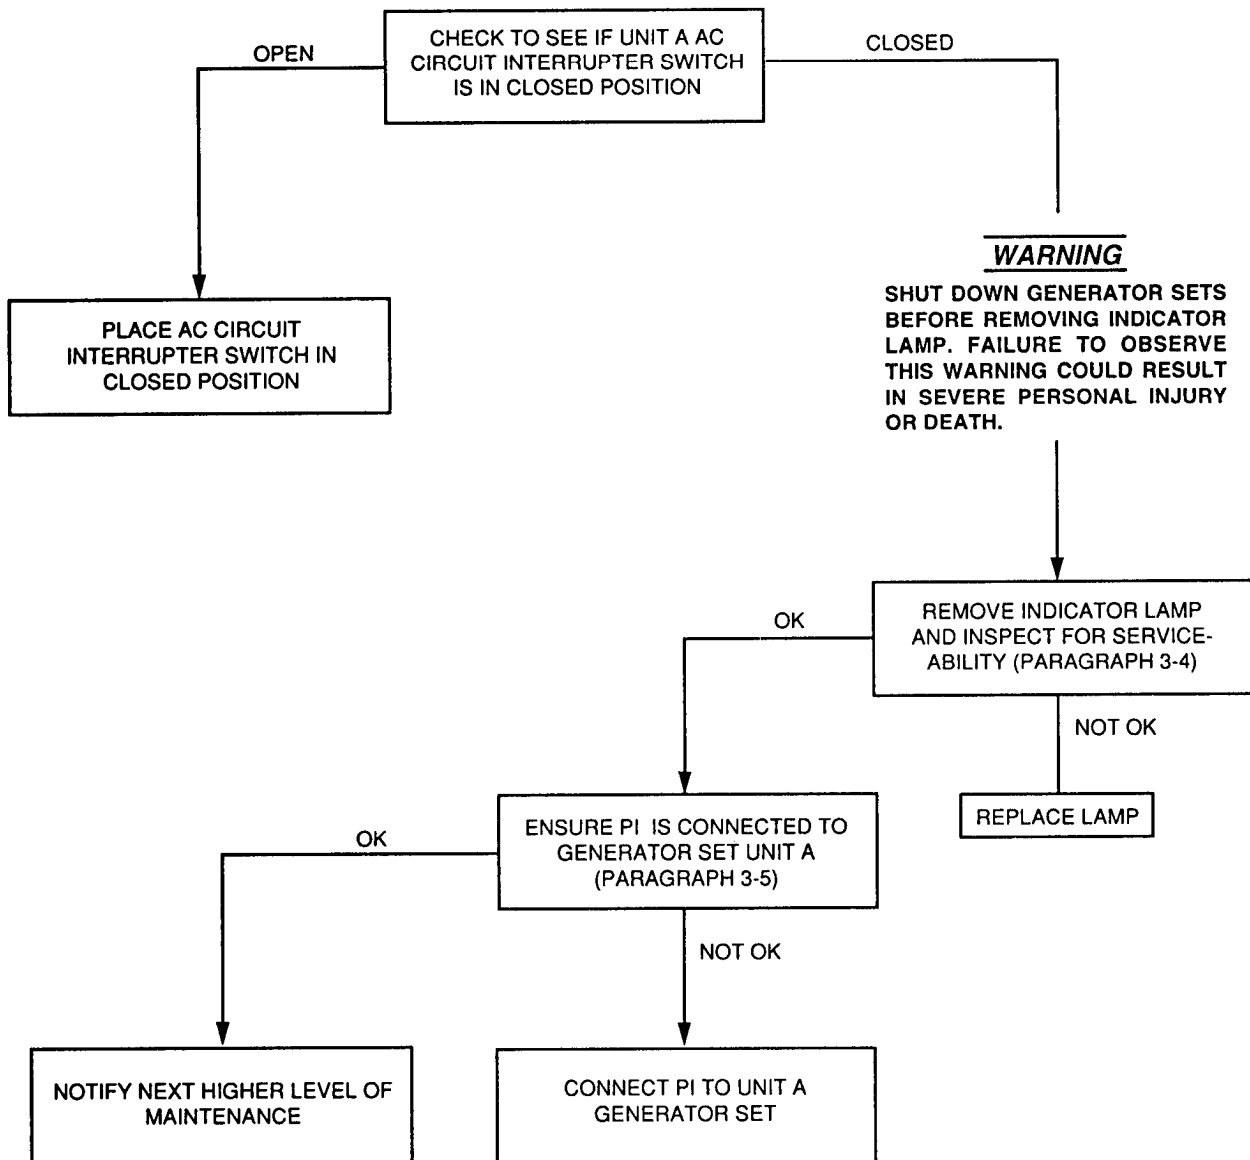 CHECK TO SEE IF UNIT A AC
CIRCUIT INTERRUPTER SWITCH
IS IN CLOSED POSITION
OPEN
CLOSED
PLACE AC CIRCUIT
INTERRUPTER SWITCH IN
CLOSED POSITION
WARNING
SHUT DOWN GENERATOR SETS
BEFORE REMOVING INDICATOR
LAMP. FAILURE TO OBSERVE
THIS WARNING COULD RESULT
IN SEVERE PERSONAL INJURY
OR DEATH.
REMOVE INDICATOR LAMP
AND INSPECT FOR SERVICE-
ABILITY (PARAGRAPH 3-4)
OK
NOT OK
REPLACE LAMP
ENSURE PI IS CONNECTED TO
GENERATOR SET UNIT A
(PARAGRAPH 3-5)
OK
NOT OK
NOTIFY NEXT HIGHER LEVEL OF
MAINTENANCE
CONNECT PI TO UNIT A
GENERATOR SET